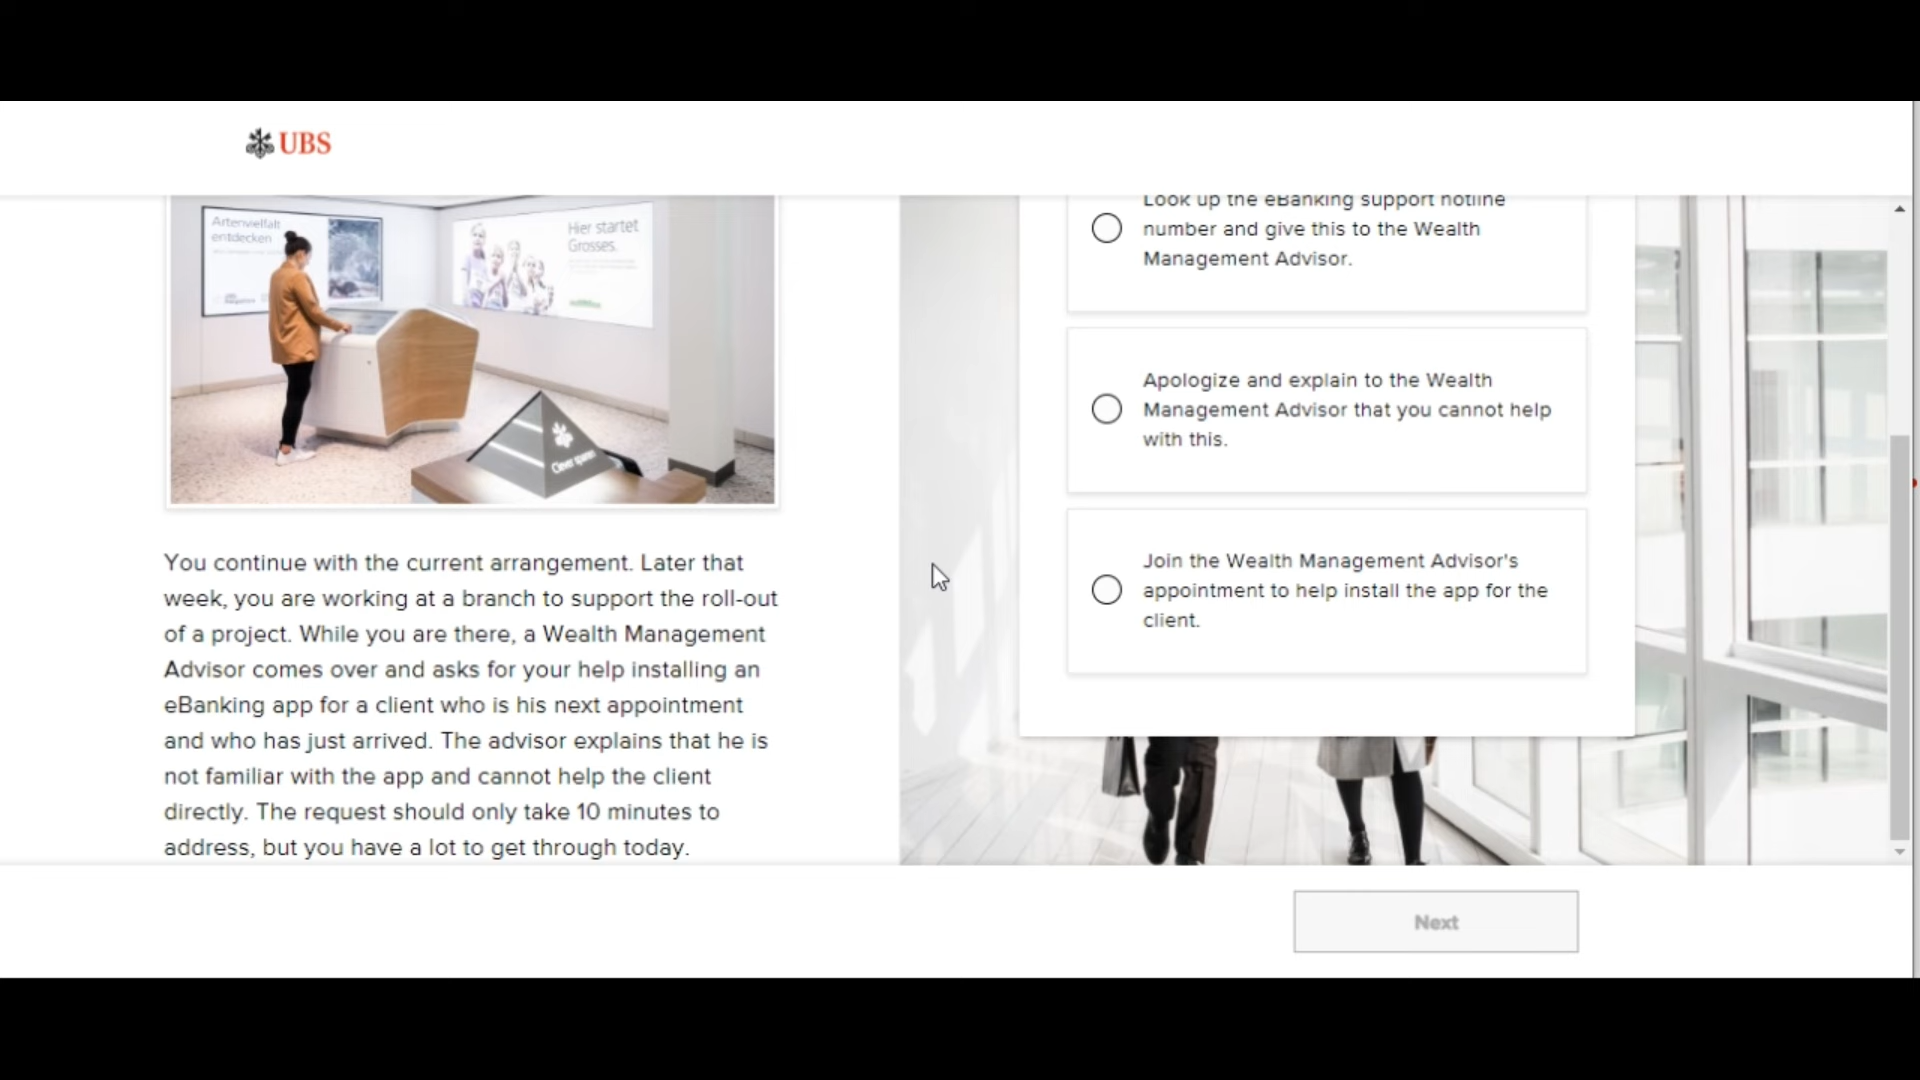 UBS
Artenvielfalt
entdecken
Hier startet
Grosses.
Clever sparen
You continue with the current arrangement. Later that
week, you are working at a branch to support the roll-out
of a project. While you are there, a Wealth Management
Advisor comes over and asks for your help installing an
eBanking app for a client who is his next appointment
and who has just arrived. The advisor explains that he is
not familiar with the app and cannot help the client
directly. The request should only take 10 minutes to
address, but you have a lot to get through today.
Look up the eBanking support hotline
number and give this to the Wealth
Management Advisor.
Apologize and explain to the Wealth
Management Advisor that you cannot help
with this.
Join the Wealth Management Advisor's
appointment to help install the app for the
client.
Next